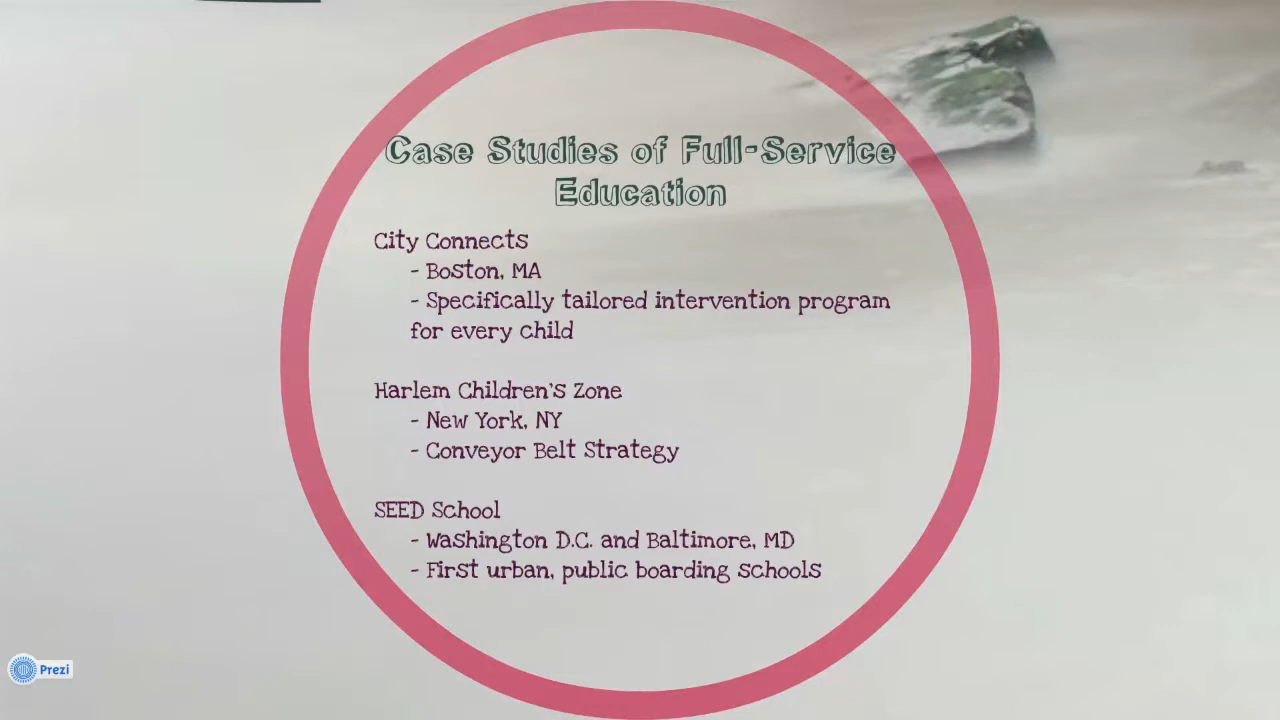 Case Studies of Full-Service
Education
City Connects
- Boston, MA
- Specifically tailored intervention program
for every child
Harlem Children's Zone
- New York, NY
- Conveyor Belt Strategy
SEED School
- Washington D.C. and Baltimore, MD
- First urban, public boarding schools
Prezi